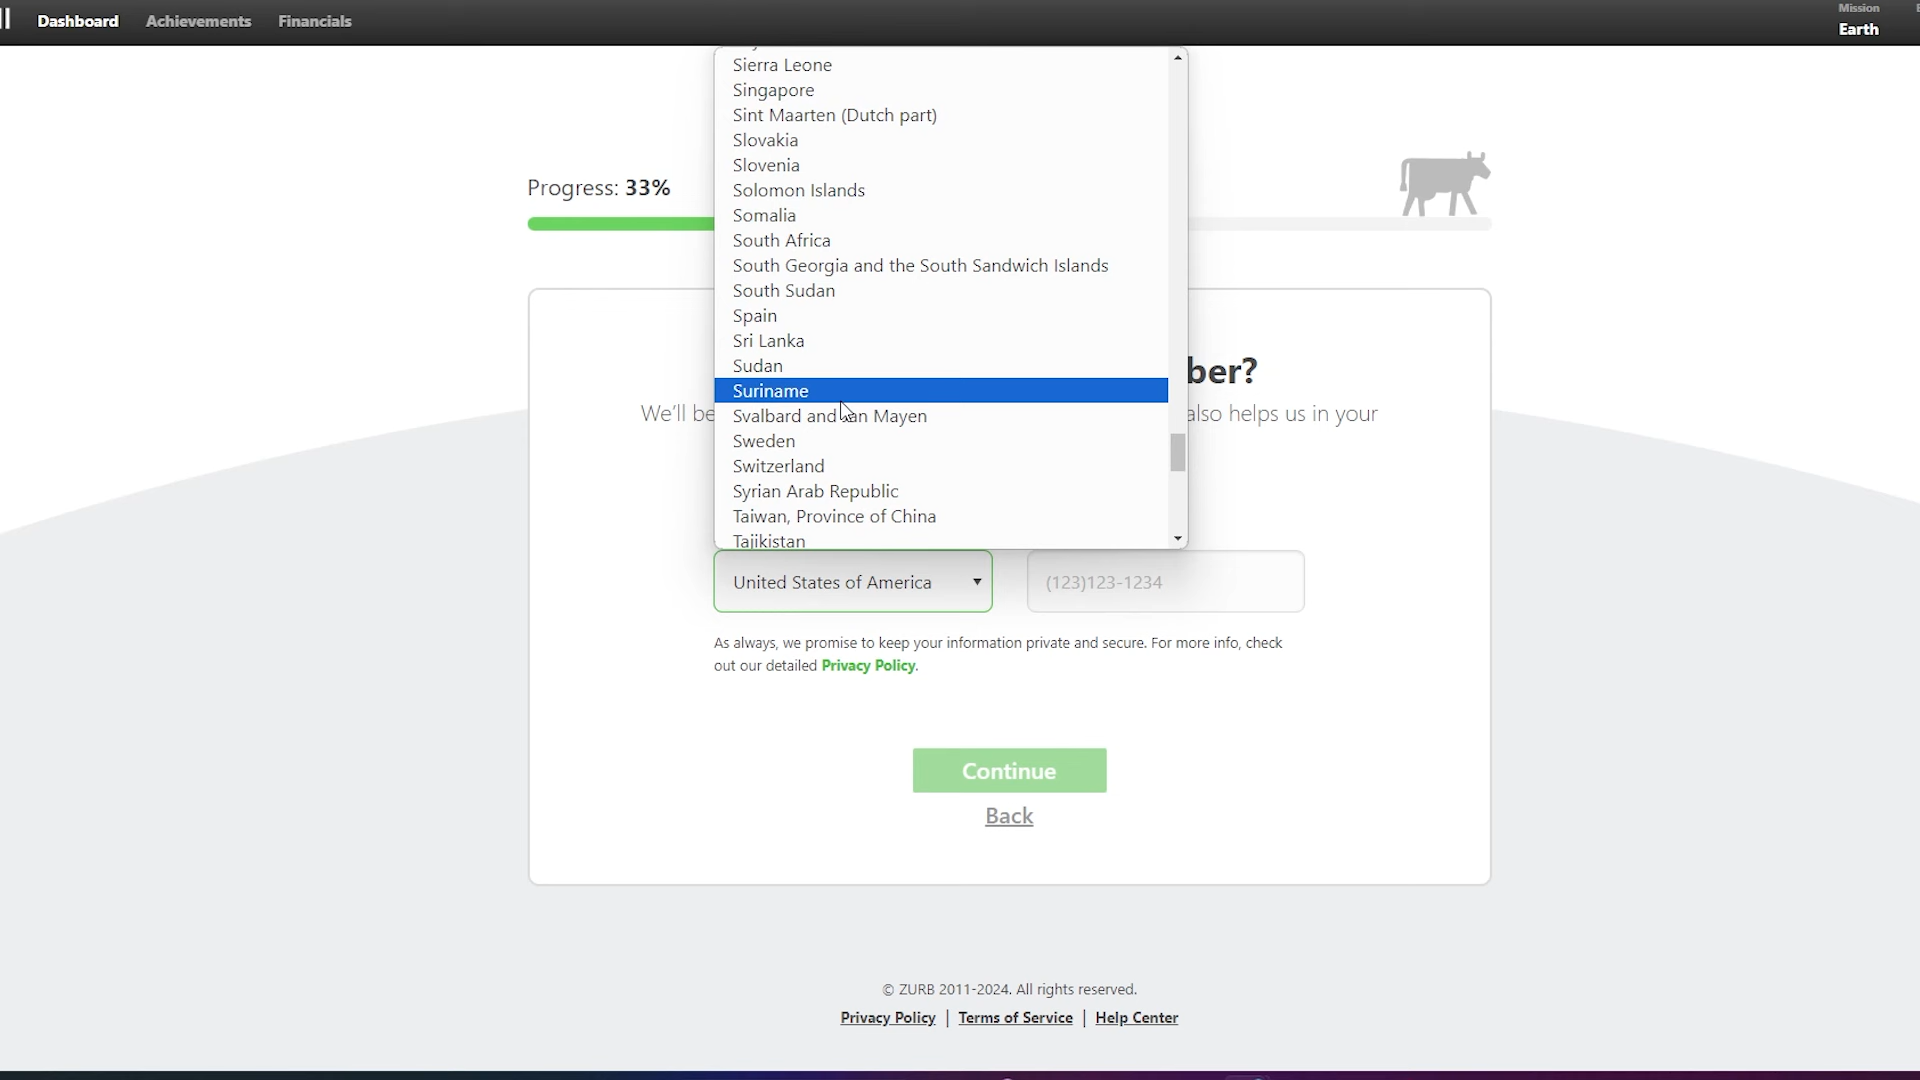 Dashboard Achievements Financials
Mission
Earth
Sierra Leone
Singapore
Sint Maarten (Dutch part)
Slovakia
Slovenia
Solomon Islands
Somalia
South Africa
South Georgia and the South Sandwich Islands
South Sudan
Spain
Sri Lanka
Sudan
Suriname
Svalbard and Jan Mayen
Sweden
Switzerland
Syrian Arab Republic
Taiwan, Province of China
Tajikistan
Progress: 33%
ber?
We'll be also helps us in your
United States of America
(123)123-1234
As always, we promise to keep your information private and secure. For more info, check
out our detailed Privacy Policy.
Continue
Back
© ZURB 2011-2024. All rights reserved.
Privacy Policy | Terms of Service | Help Center